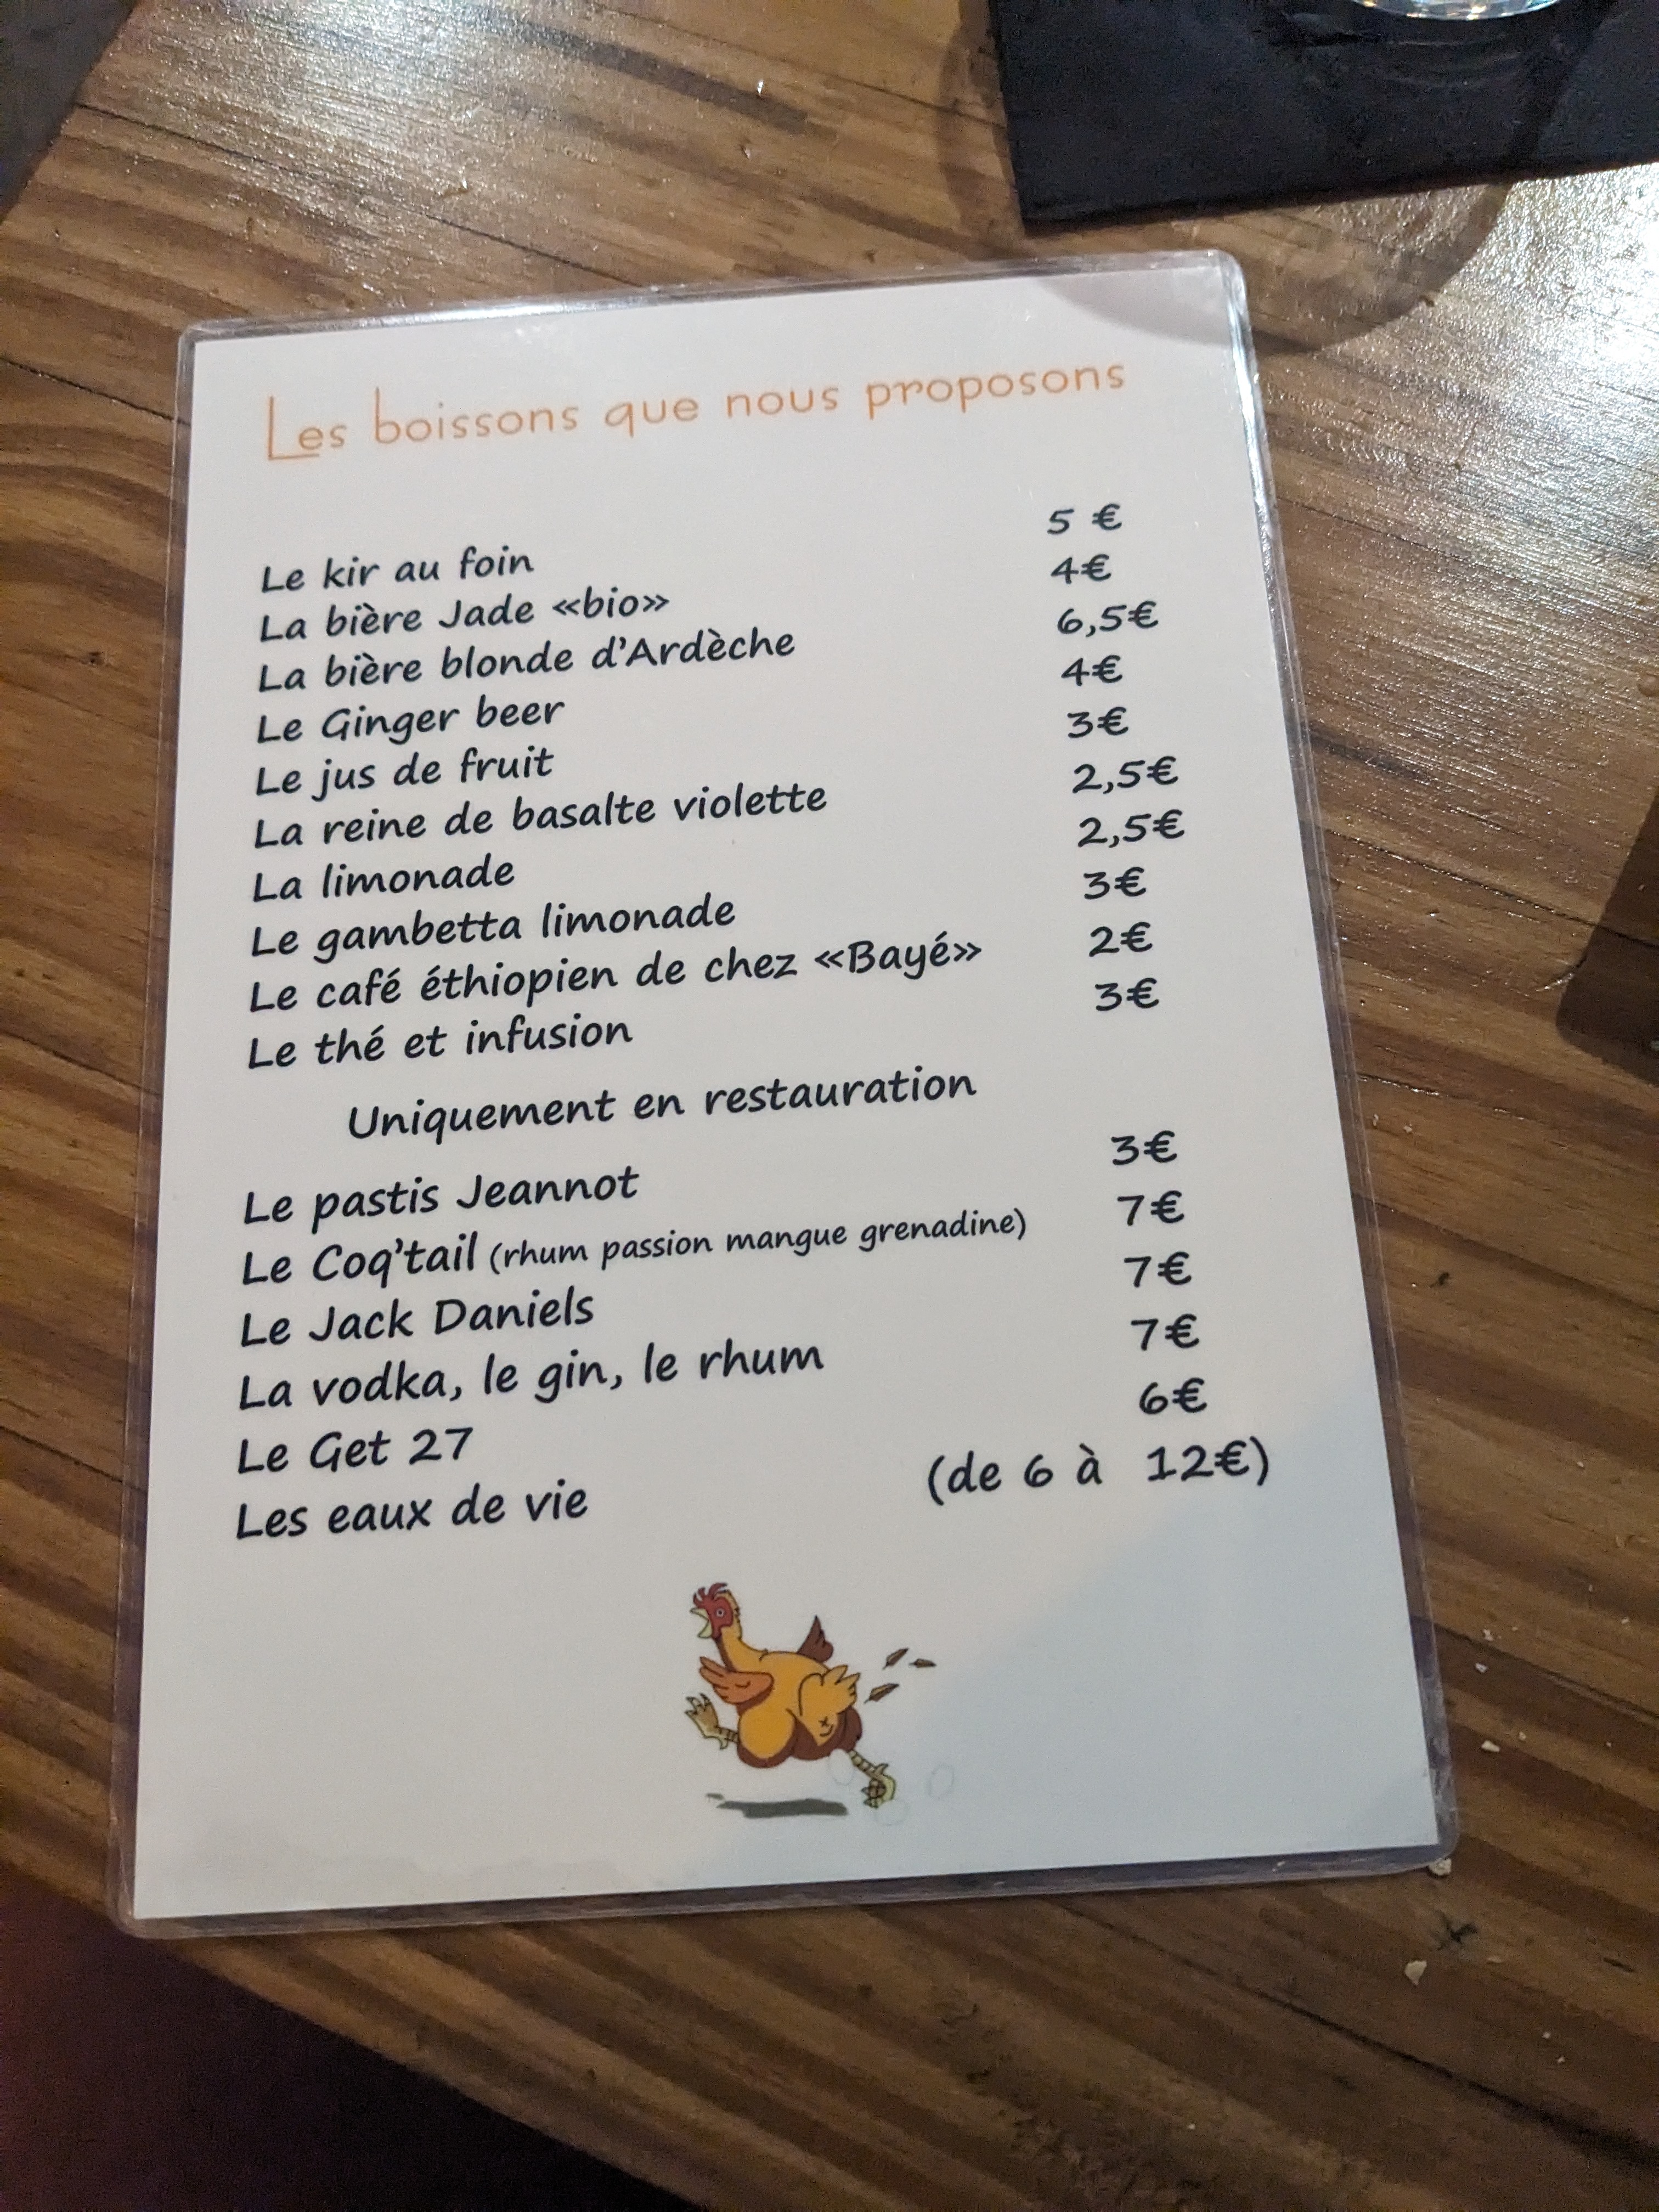 Les boissons que nous proposons
Le kir au foin 5 €
La bière Jade «bio» 4€
La bière blonde d'Ardèche 6,5€
Le Ginger beer 4€
Le jus de fruit 3€
La reine de basalte violette 2,5€
La limonade 2,5€
Le gambetta limonade 3€
Le café éthiopien de chez «Bayé» 2€
Le thé et infusion 3€
Uniquement en restauration
Le pastis Jeannot 3€
Le Coq'tail (rhum passion mangue grenadine) 7€
Le Jack Daniels 7€
La vodka, le gin, le rhum 7€
Le Get 27 6€
Les eaux de vie (de 6 à 12€)